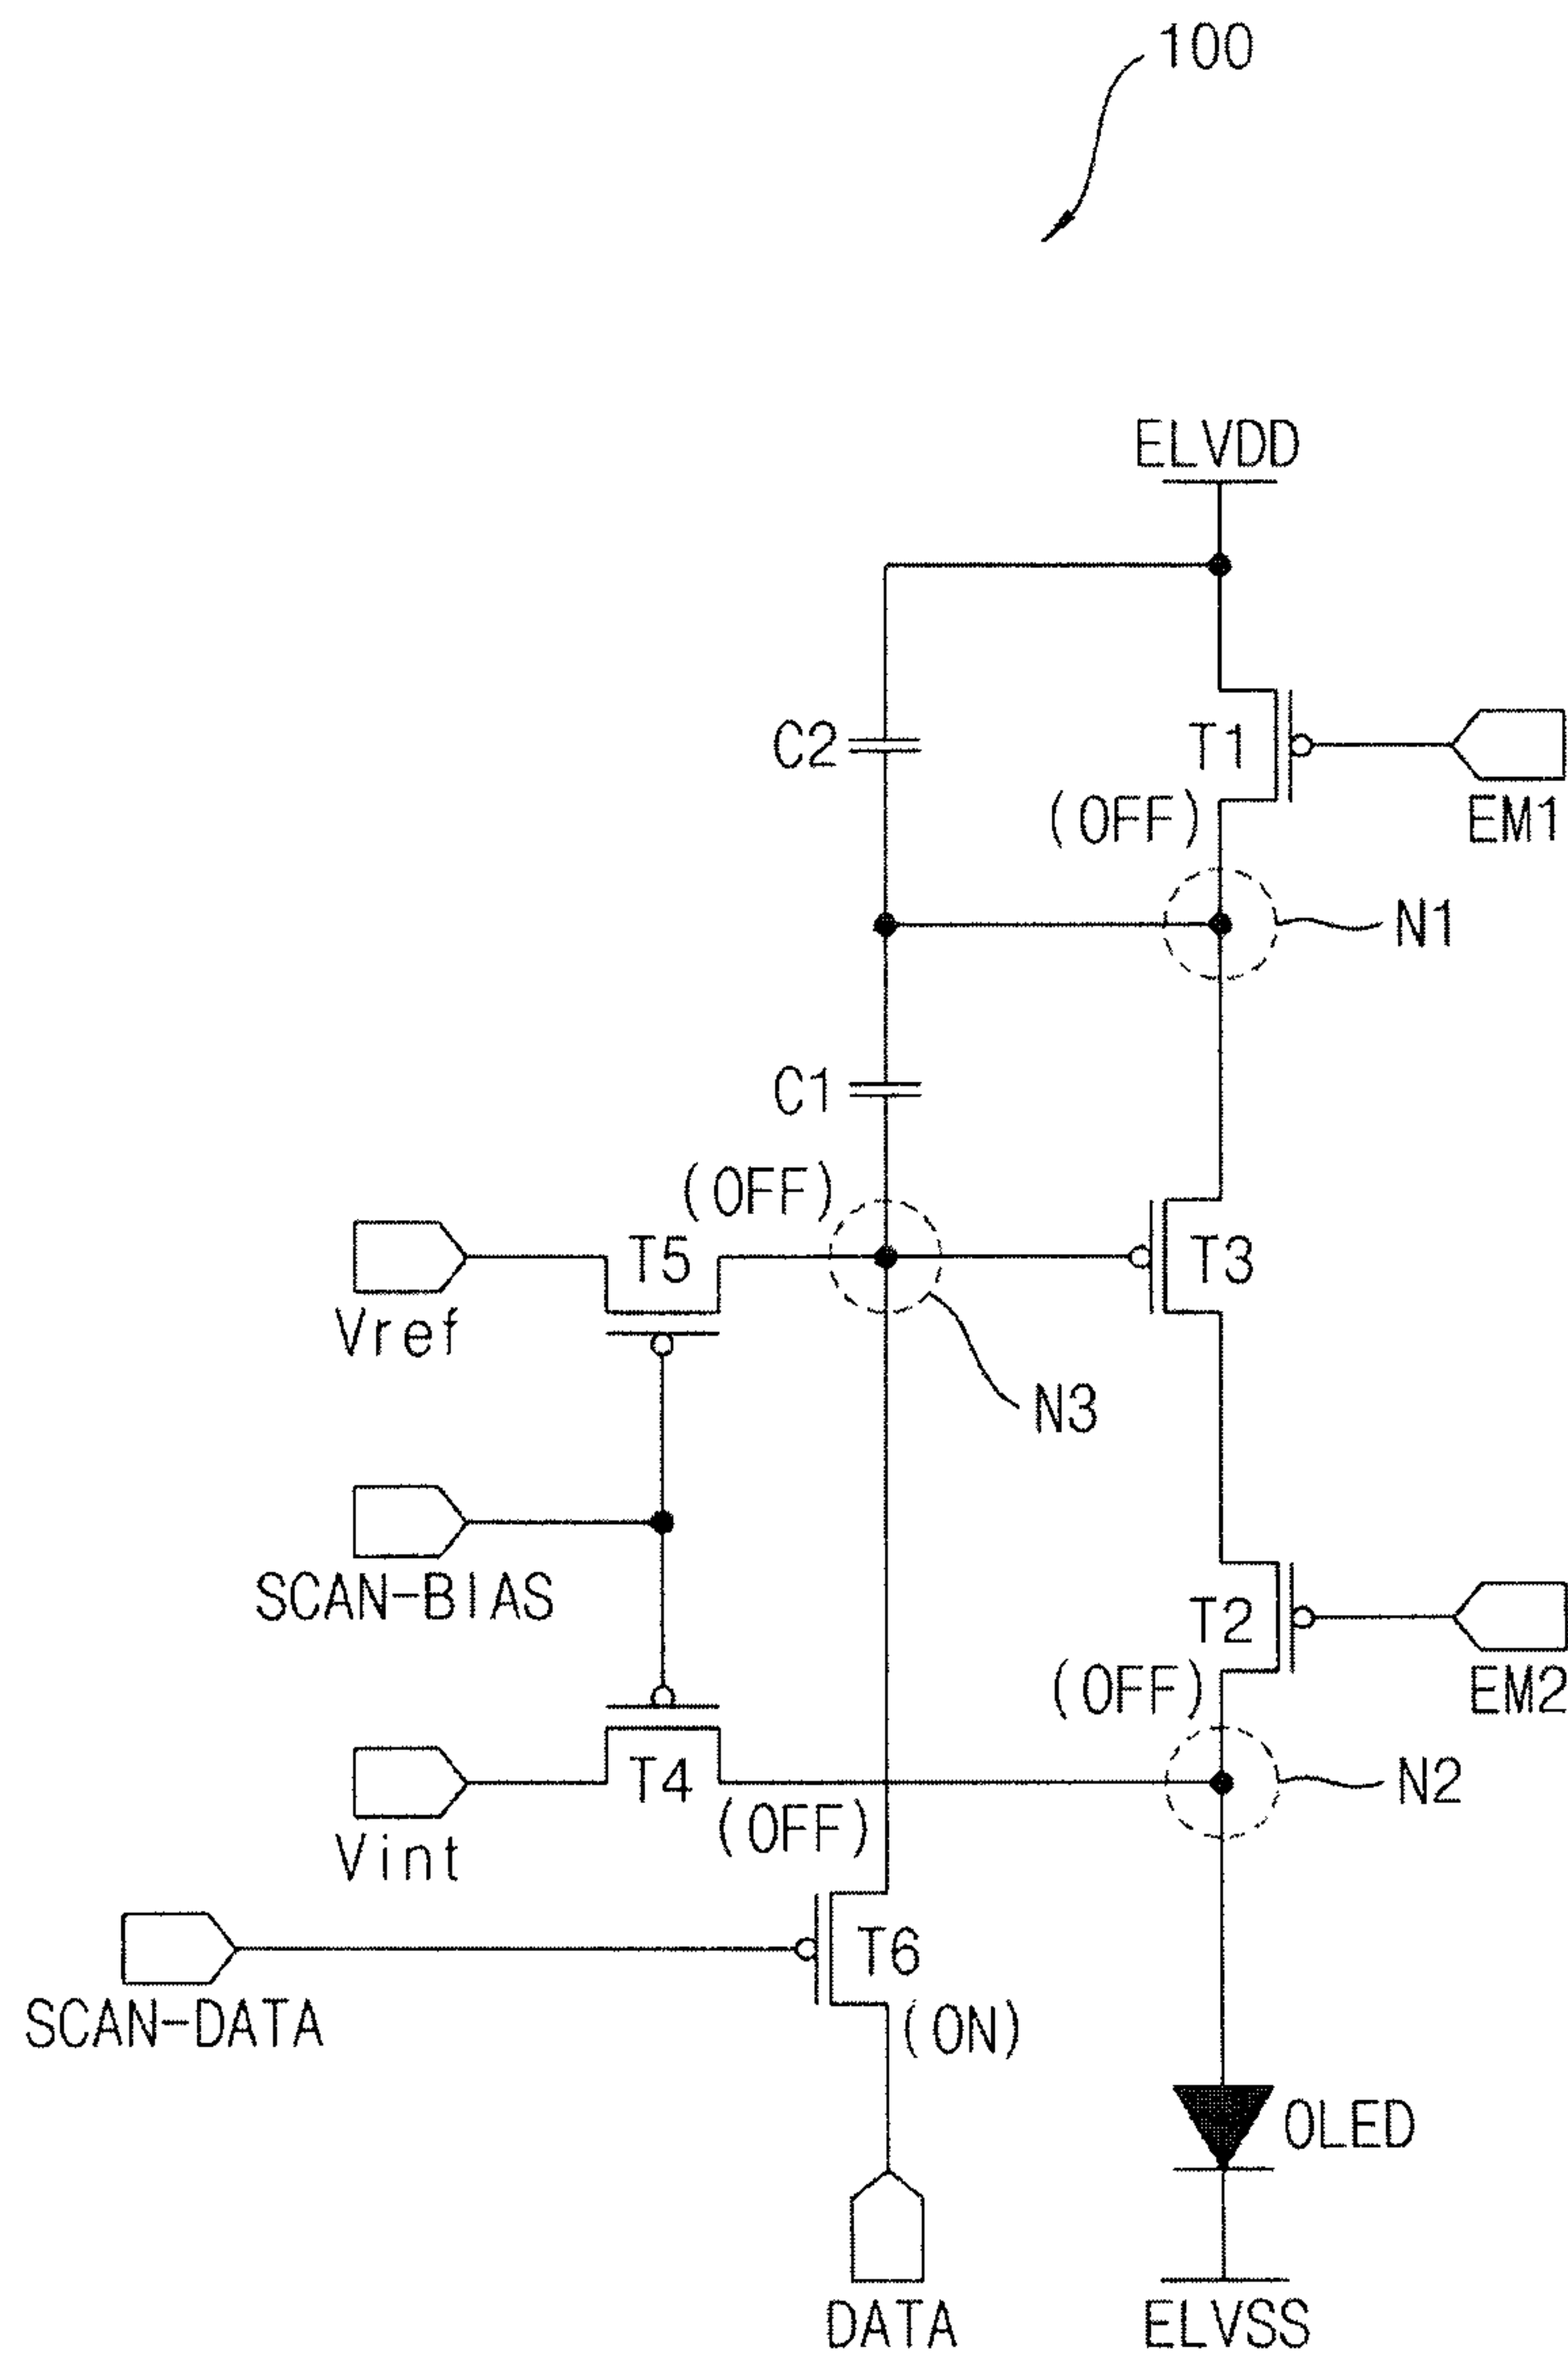 100
ELVDD
C2
T1
(OFF)
EM1
N1
C1
(OFF)
T5
T3
Vref
N3
SCAN-BIAS
T2
(OFF)
EM2
T4
N2
(OFF)
Vint
T6
SCAN-DATA
(ON)
OLED
DATA
ELVSS